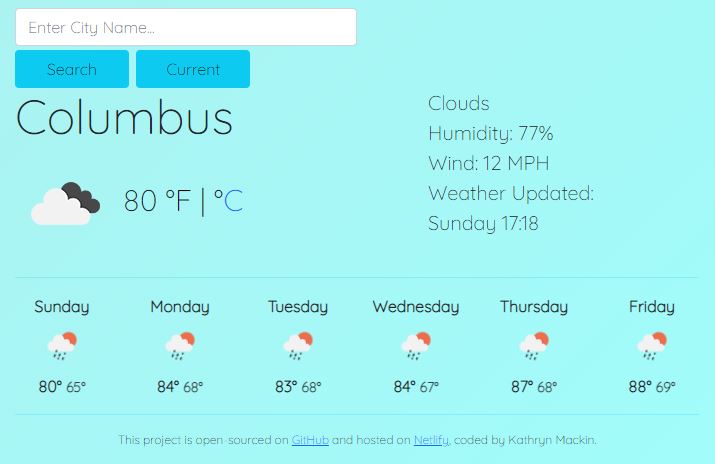 Enter City Name...
Search Current
Columbus
80 °F | °C
Clouds
Humidity: 77%
Wind: 12 MPH
Weather Updated:
Sunday 17:18
Sunday Monday Tuesday Wednesday Thursday Friday
80° 65° 84° 68° 83° 68° 84° 67° 87° 68° 88° 69°
This project is open-sourced on GitHub and hosted on Netlify, coded by Kathryn Mackin.